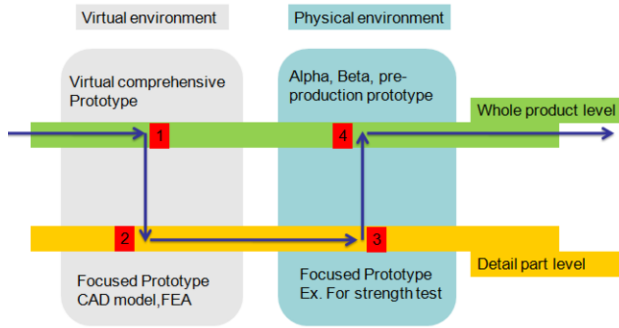 Virtual environment
Physical environment
Virtual comprehensive
Prototype
Alpha, Beta, pre-
production prototype
Whole product level
1
4
2
3
Detail part level
Focused Prototype
CAD model,FEA
Focused Prototype
Ex. For strength test